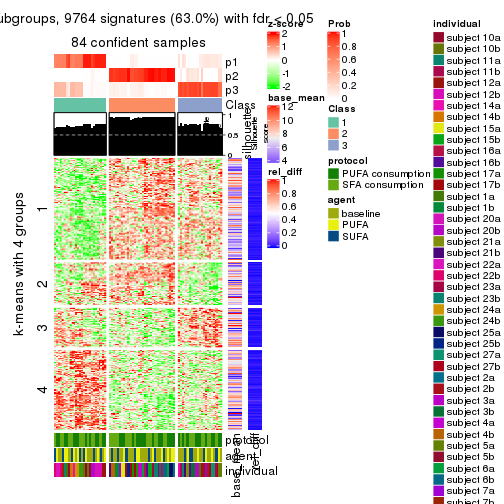 ubgroups, 9764 signatures (63.0%) with fdr < 0.05
84 confident samples
p1
p2
p3
Class
1
0.5
0
silhouette
k-means with 4 groups
1
2
3
4
protocol
agent
individual
base_mean
rel_diff
z-score
2
1
0
-1
-2
base_mean
12
10
8
6
4
rel_diff
1
0.8
0.6
0.4
0.2
0
Prob
1
0.8
0.6
0.4
0.2
0
Class
1
2
3
protocol
PUFA consumption
SFA consumption
agent
baseline
PUFA
SUFA
individual
subject 10a
subject 10b
subject 11a
subject 11b
subject 12a
subject 12b
subject 14a
subject 14b
subject 15a
subject 15b
subject 16a
subject 16b
subject 17a
subject 17b
subject 1a
subject 1b
subject 20a
subject 20b
subject 21a
subject 21b
subject 22a
subject 22b
subject 23a
subject 23b
subject 24a
subject 24b
subject 25a
subject 25b
subject 27a
subject 27b
subject 2a
subject 2b
subject 3a
subject 3b
subject 4a
subject 4b
subject 5a
subject 5b
subject 6a
subject 6b
subject 7a
subject 7b